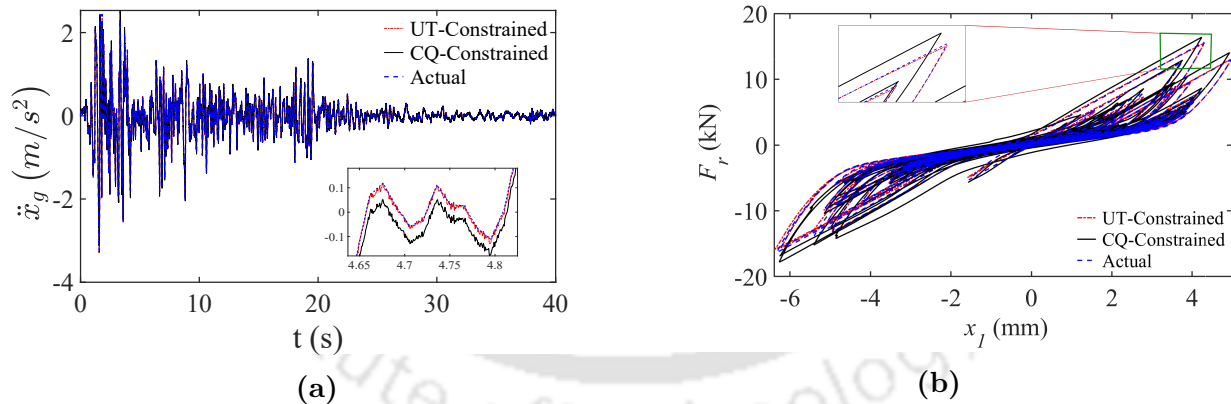 2
0
-2
-4
ẍg (m/s²)
UT-Constrained
CQ-Constrained
Actual
0.1
0
-0.1
4.65
4.7
4.75
4.8
0
10
20
30
40
t (s)
(a)
20
10
0
-10
-20
Fr (kN)
UT-Constrained
CQ-Constrained
Actual
-6
-4
-2
0
2
4
x1 (mm)
(b)